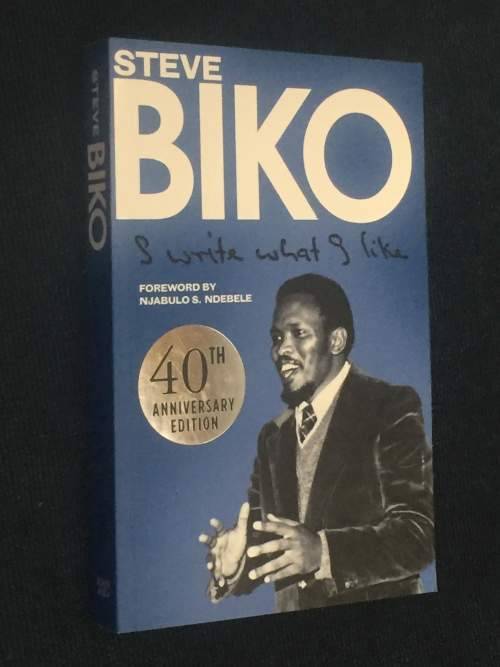 STEVE
BIKO
I write what I like
FOREWORD BY
NJABULO S. NDEBELE
40TH
ANNIVERSARY
EDITION
STEVE BIKO